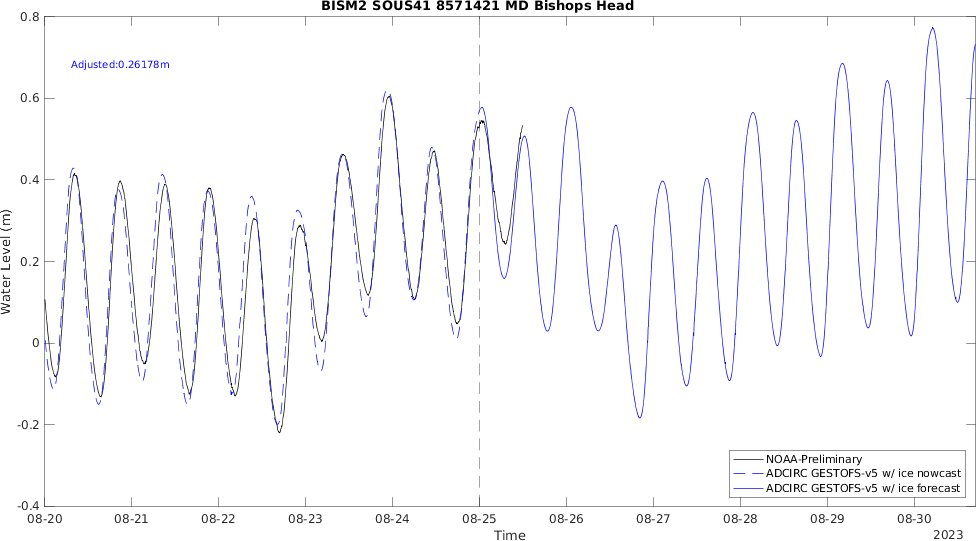 BISM2 SOUS41 8571421 MD Bishops Head
Adjusted:0.26178m
0.8
0.6
0.4
0.2
0
-0.2
-0.4
Water Level (m)
NOAA-Preliminary
ADCIRC GESTOFS-v5 w/ ice nowcast
ADCIRC GESTOFS-v5 w/ ice forecast
08-20 08-21 08-22 08-23 08-24 08-25 08-26 08-27 08-28 08-29 08-30
Time
2023